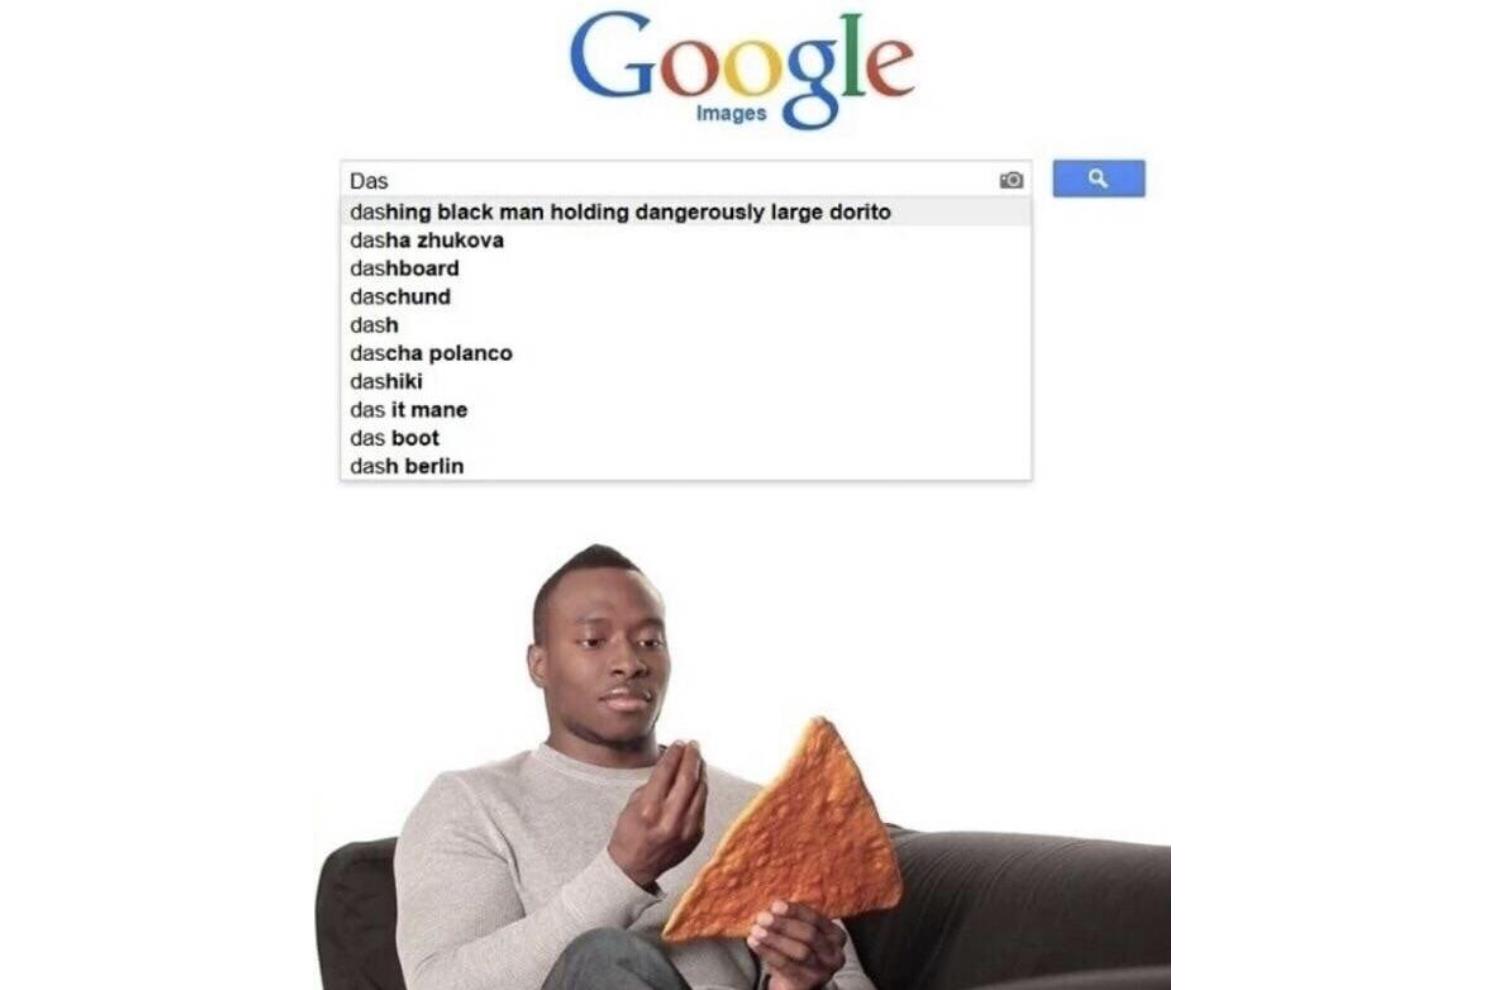 Google
Images
Das
dashing black man holding dangerously large dorito
dasha zhukova
dashboard
daschund
dash
dascha polanco
dashiki
das it mane
das boot
dash berlin